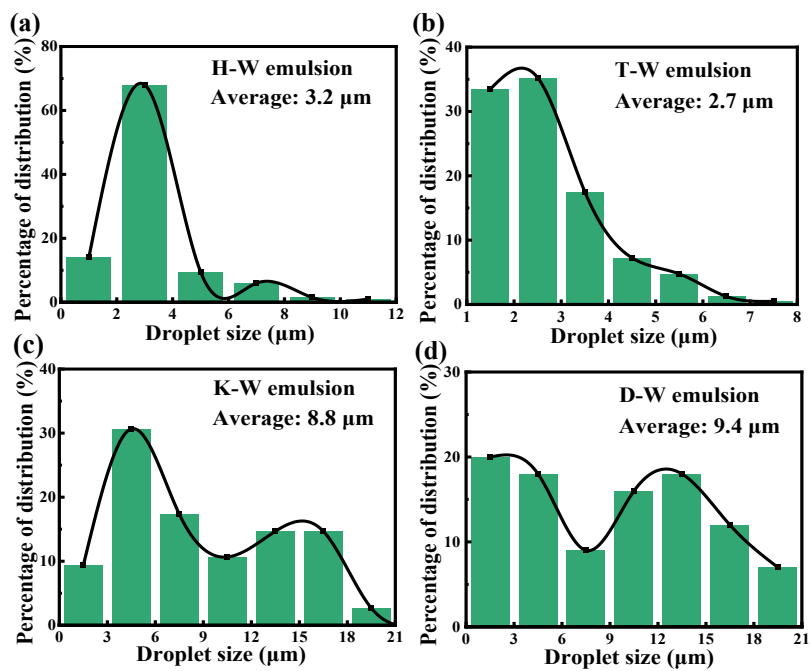 (a)
H-W emulsion
Average: 3.2 μm
Percentage of distribution (%)
80
60
40
20
0
0 2 4 6 8 10 12
Droplet size (μm)
(b)
T-W emulsion
Average: 2.7 μm
Percentage of distribution (%)
40
30
20
10
0
1 2 3 4 5 6 7 8
Droplet size (μm)
(c)
K-W emulsion
Average: 8.8 μm
Percentage of distribution (%)
40
30
20
10
0
0 3 6 9 12 15 18 21
Droplet size (μm)
(d)
D-W emulsion
Average: 9.4 μm
Percentage of distribution (%)
30
20
10
0
0 3 6 9 12 15 18 21
Droplet size (μm)